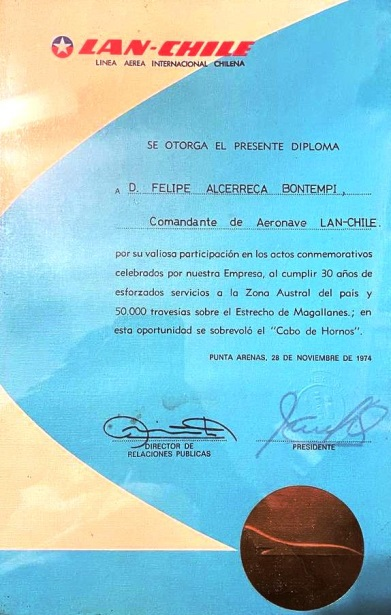 LAN-CHILE
LINEA AEREA INTERNACIONAL CHILENA
SE OTORGA EL PRESENTE DIPLOMA
A D. FELIPE ALCERRECA BONTEMPI,
Comandante de Aeronave LAN-CHILE.
por su valiosa participación en los actos conmemorativos
celebrados por nuestra Empresa, al cumplir 30 años de
esforzados servicios a la Zona Austral del país y
50.000 travesías sobre el Estrecho de Magallanes.; en
esta oportunidad se sobrevoló el "Cabo de Hornos".
PUNTA ARENAS, 28 DE NOVIEMBRE DE 1974
DIRECTOR DE
RELACIONES PUBLICAS
PRESIDENTE